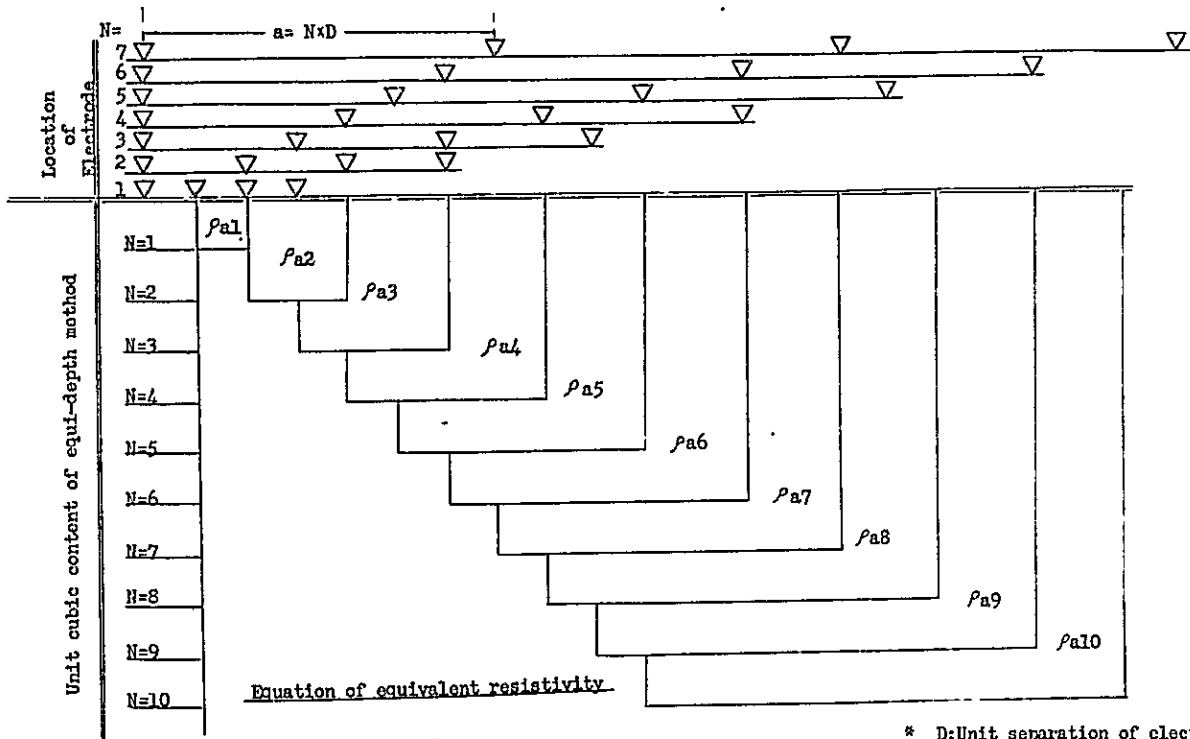 N=
a= N×D
7
6
5
4
3
2
1
Location
of
Electrode
ρa1
ρa2
ρa3
ρa4
ρa5
ρa6
ρa7
ρa8
ρa9
ρa10
N=1
N=2
N=3
N=4
N=5
N=6
N=7
N=8
N=9
N=10
Unit cubic content of equi-depth method
Equation of equivalent resistivity
* D:Unit separation of elect